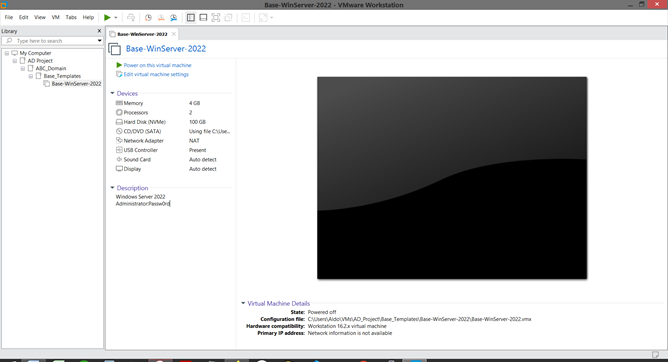 Base-WinServer-2022 - VMware Workstation
File Edit View VM Tabs Help
Library
Type here to search
My Computer
AD Project
ABC_Domain
Base_Templates
Base-WinServer-2022
Base-WinServer-2022
Base-WinServer-2022
Power on this virtual machine
Edit virtual machine settings
Devices
Memory 4 GB
Processors 2
Hard Disk (NVMe) 100 GB
CD/DVD (SATA) Using file C:\Use...
Network Adapter NAT
USB Controller Present
Sound Card Auto detect
Display Auto detect
Description
Windows Server 2022
Administrator:Passw0rd
Virtual Machine Details
State: Powered off
Configuration file: C:\Users\Aldo\VMs\AD_Project\Base_Templates\Base-WinServer-2022\Base-WinServer-2022.vmx
Hardware compatibility: Workstation 16.2.x virtual machine
Primary IP address: Network information is not available